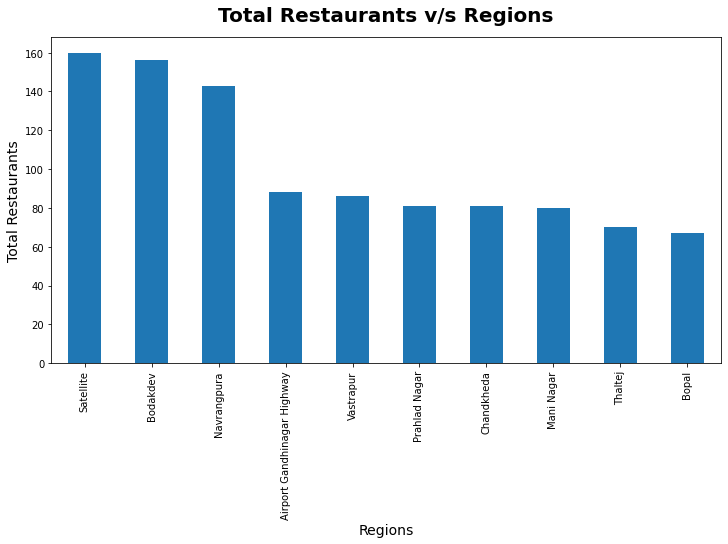 Total Restaurants v/s Regions
Total Restaurants
160
140
120
100
80
60
40
20
0
Satellite
Bodakdev
Navrangpura
Airport Gandhinagar Highway
Vastrapur
Prahlad Nagar
Chandkheda
Mani Nagar
Thaltej
Bopal
Regions